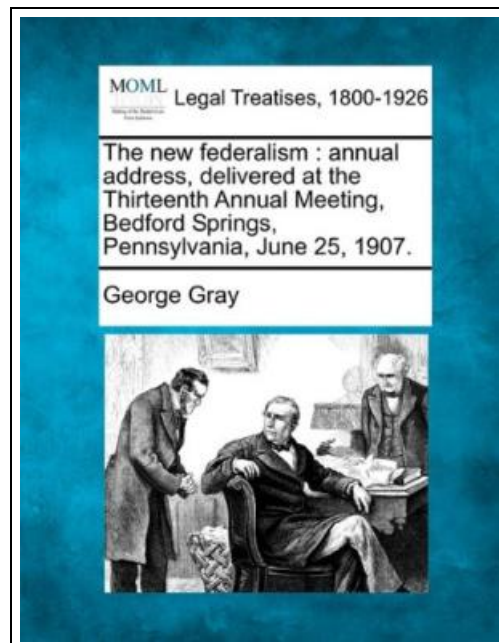 MOML
Legal Treatises, 1800-1926
The new federalism : annual
address, delivered at the
Thirteenth Annual Meeting,
Bedford Springs,
Pennsylvania, June 25, 1907.
George Gray